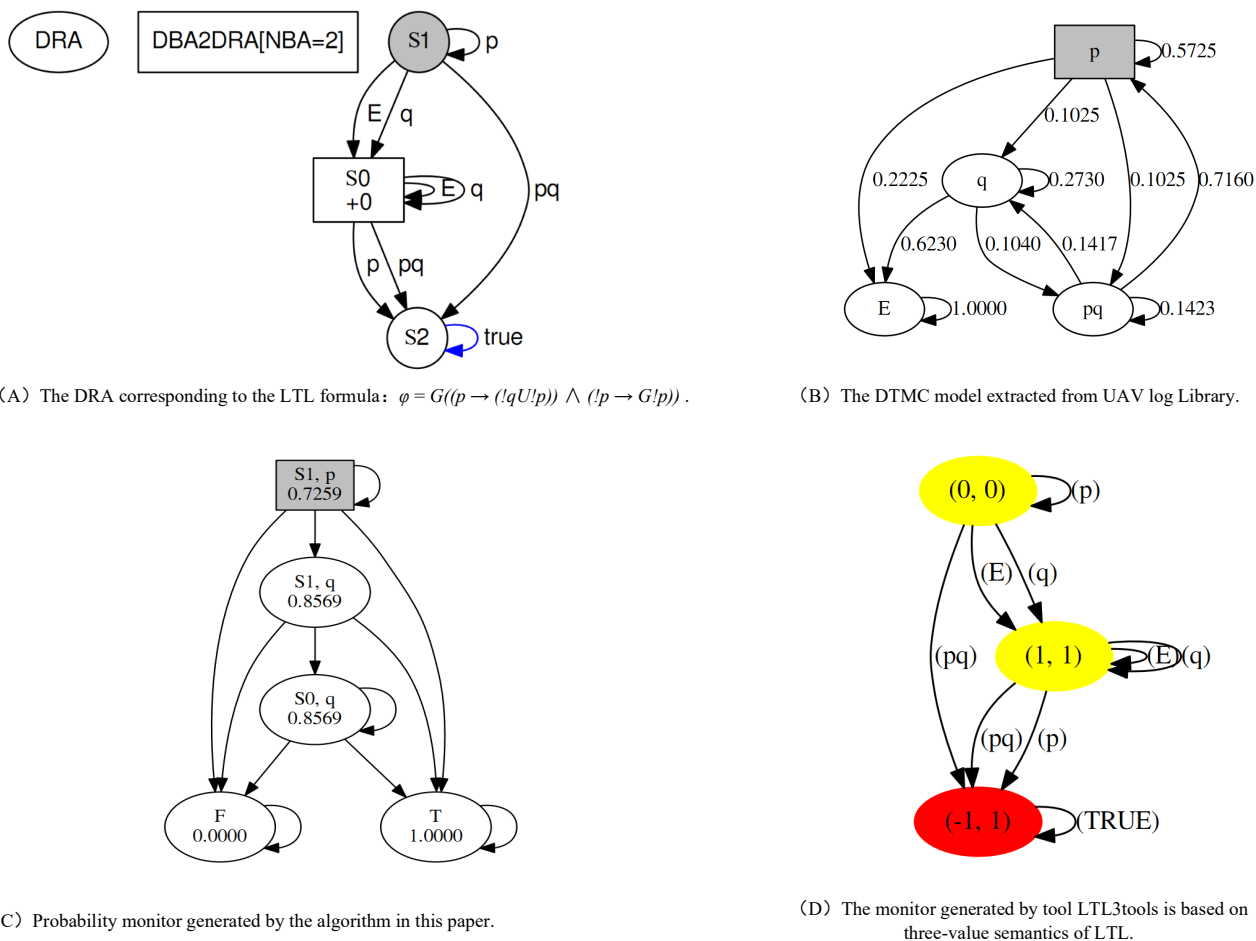 DRA
DBA2DRA[NBA=2]
S1
p
E
q
S0
+0
E
q
pq
p
pq
S2
true
（A）The DRA corresponding to the LTL formula：φ = G((p → (!qU!p)) ∧ (!p → G!p)) .
p
0.5725
0.1025
0.2225
q
0.2730
0.1025
0.7160
0.6230
0.1040
0.1417
E
1.0000
pq
0.1423
（B）The DTMC model extracted from UAV log Library.
S1, p
0.7259
S1, q
0.8569
S0, q
0.8569
F
0.0000
T
1.0000
C）Probability monitor generated by the algorithm in this paper.
(0, 0)
(p)
(E)
(q)
(pq)
(1, 1)
(E)
(q)
(pq)
(p)
(-1, 1)
(TRUE)
（D）The monitor generated by tool LTL3tools is based on
three-value semantics of LTL.